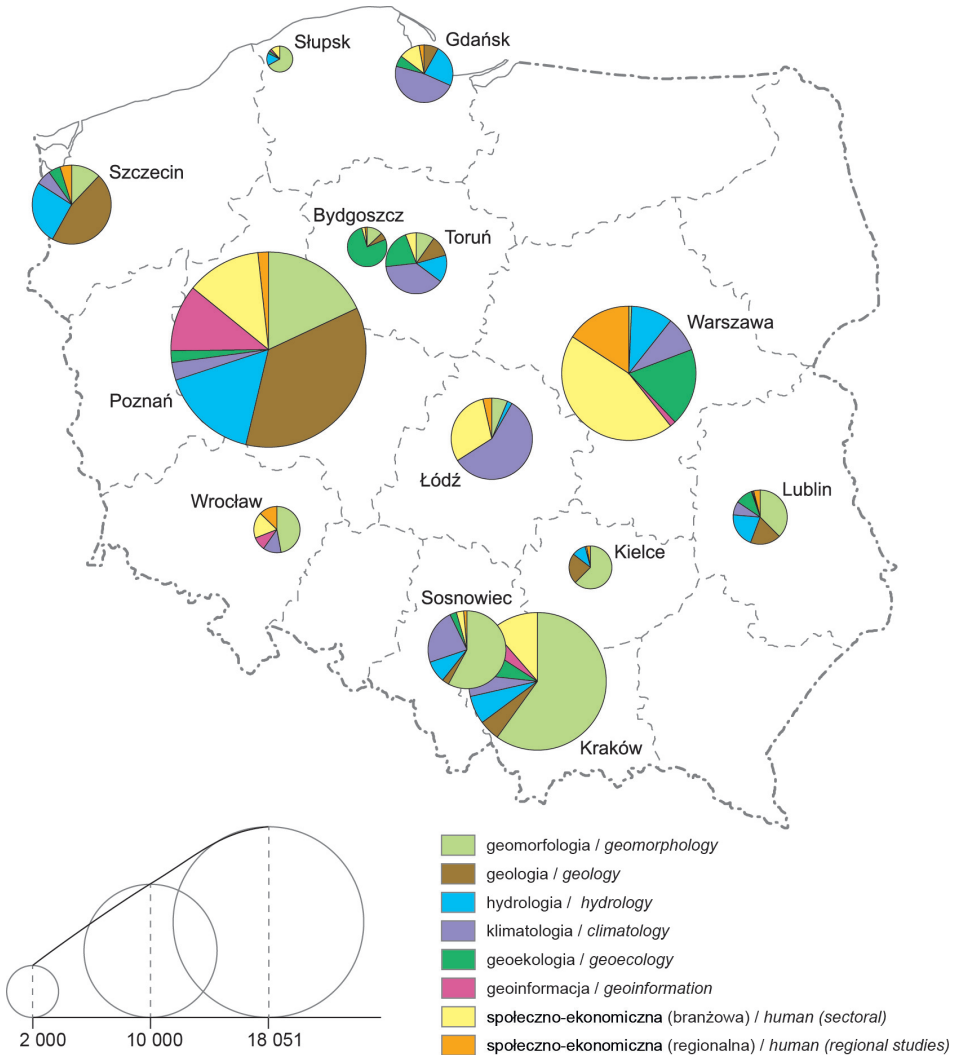 Słupsk
Gdańsk
Szczecin
Bydgoszcz
Toruń
Warszawa
Poznań
Łódź
Wrocław
Lublin
Kielce
Sosnowiec
Kraków
2 000
10 000
18 051
geomorfologia / geomorphology
geologia / geology
hydrologia / hydrology
klimatologia / climatology
geoekologia / geoecology
geoinformacja / geoinformation
społeczno-ekonomiczna (branżowa) / human (sectoral)
społeczno-ekonomiczna (regionalna) / human (regional studies)